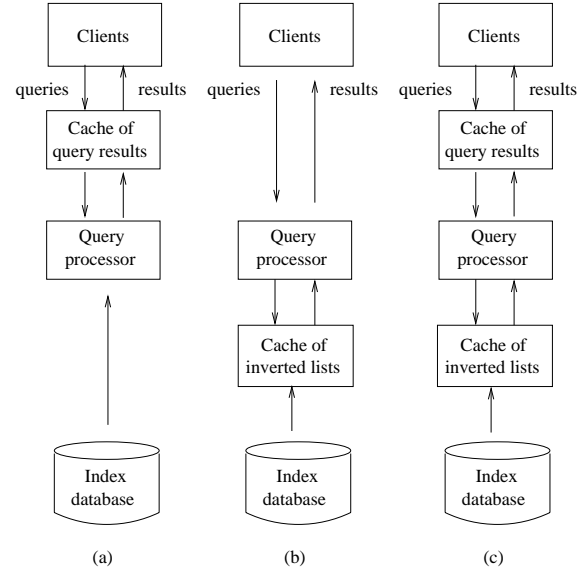 Clients
queries results
Cache of
query results
Query
processor
Index
database
(a)
Clients
queries results
Query
processor
Cache of
inverted lists
Index
database
(b)
Clients
queries results
Cache of
query results
Query
processor
Cache of
inverted lists
Index
database
(c)